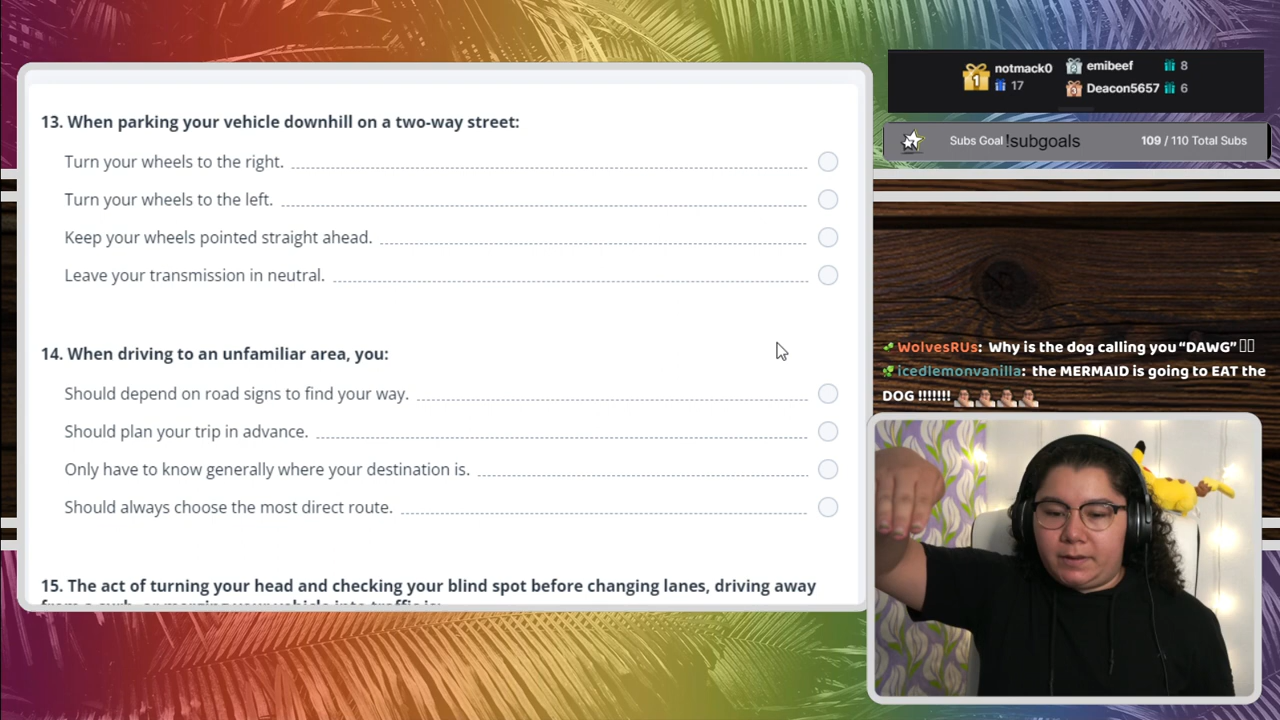 13. When parking your vehicle downhill on a two-way street:
Turn your wheels to the right.
Turn your wheels to the left.
Keep your wheels pointed straight ahead.
Leave your transmission in neutral.
14. When driving to an unfamiliar area, you:
Should depend on road signs to find your way.
Should plan your trip in advance.
Only have to know generally where your destination is.
Should always choose the most direct route.
15. The act of turning your head and checking your blind spot before changing lanes, driving away
1 notmack0 17
2 emibeef 8
3 Deacon5657 6
Subs Goal !subgoals 109 / 110 Total Subs
WolvesRUs: Why is the dog calling you “DAWG”
icedlemonvanilla: the MERMAID is going to EAT the
DOG !!!!!!!